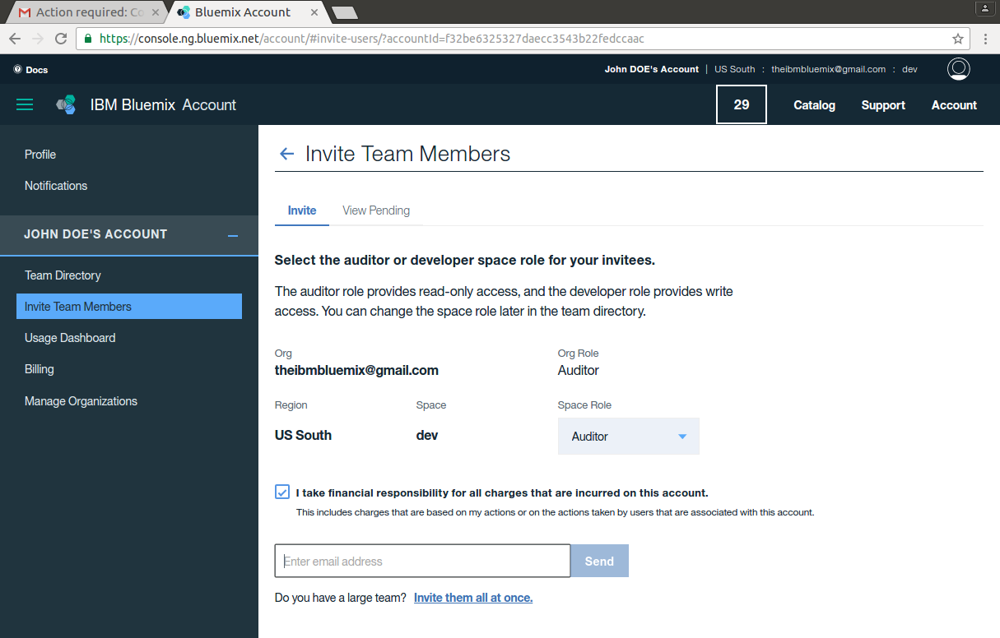 Action required: Co
Bluemix Account
https://console.ng.bluemix.net/account/#invite-users/?accountId=f32be6325327daecc3543b22fedccaac
Docs
John DOE's Account | US South : theibmbluemix@gmail.com : dev
IBM Bluemix Account
29
Catalog
Support
Account
Profile
Notifications
JOHN DOE'S ACCOUNT
Team Directory
Invite Team Members
Usage Dashboard
Billing
Manage Organizations
Invite Team Members
Invite
View Pending
Select the auditor or developer space role for your invitees.
The auditor role provides read-only access, and the developer role provides write
access. You can change the space role later in the team directory.
Org
Org Role
theibmbluemix@gmail.com
Auditor
Region
Space
Space Role
US South
dev
Auditor
I take financial responsibility for all charges that are incurred on this account.
This includes charges that are based on my actions or on the actions taken by users that are associated with this account.
Enter email address
Send
Do you have a large team? Invite them all at once.